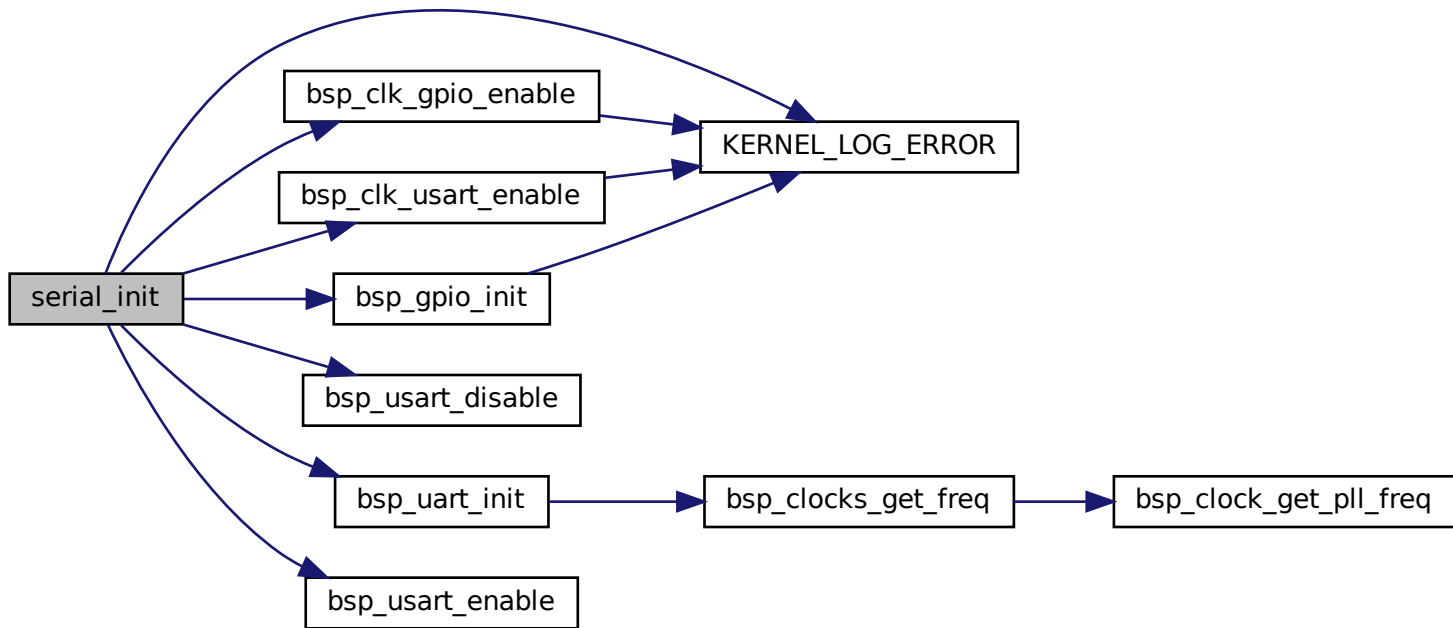 bsp_clk_gpio_enable
KERNEL_LOG_ERROR
bsp_clk_usart_enable
serial_init
bsp_gpio_init
bsp_usart_disable
bsp_uart_init
bsp_clocks_get_freq
bsp_clock_get_pll_freq
bsp_usart_enable